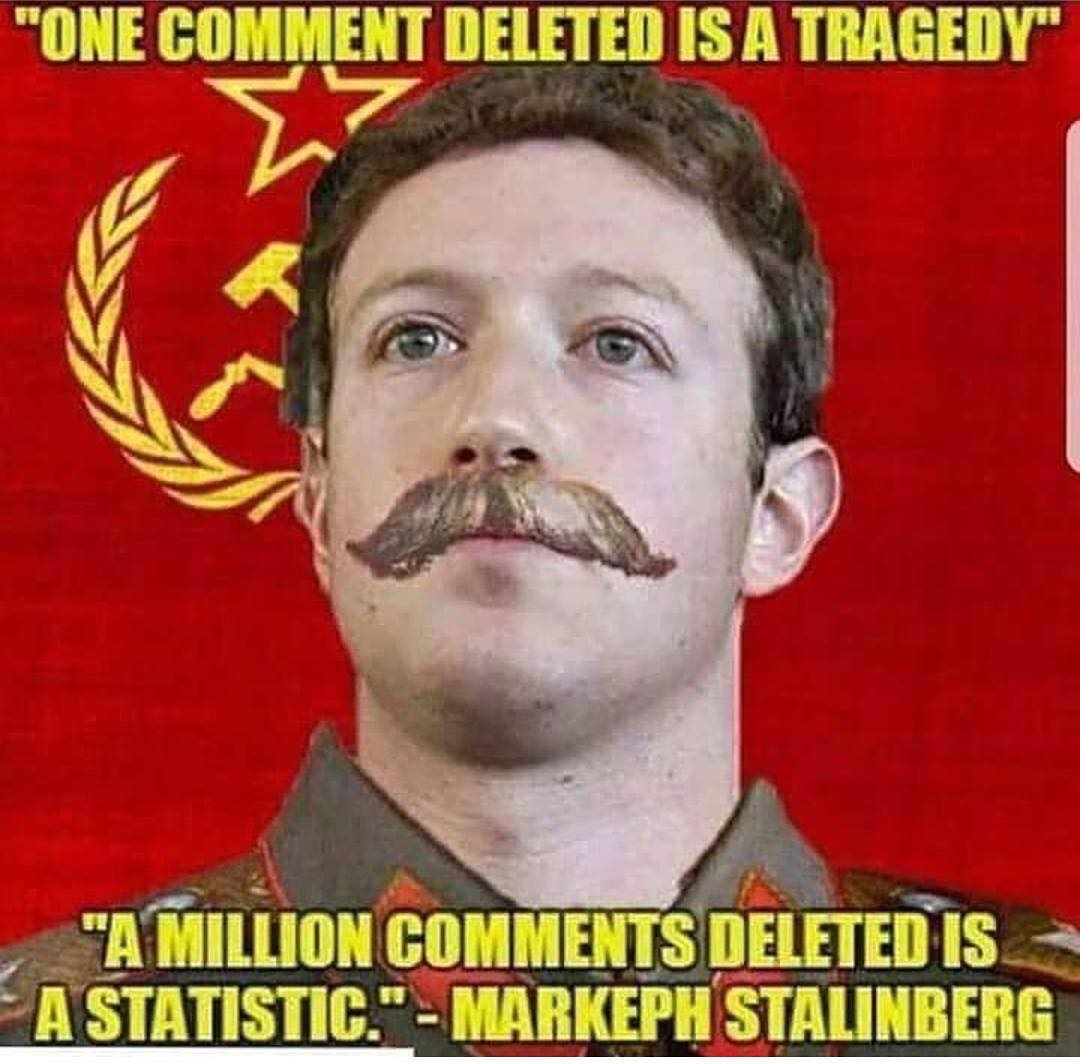 "ONE COMMENT DELETED IS A TRAGEDY"
"A MILLION COMMENTS DELETED IS
A STATISTIC." - MARKEPH STALINBERG